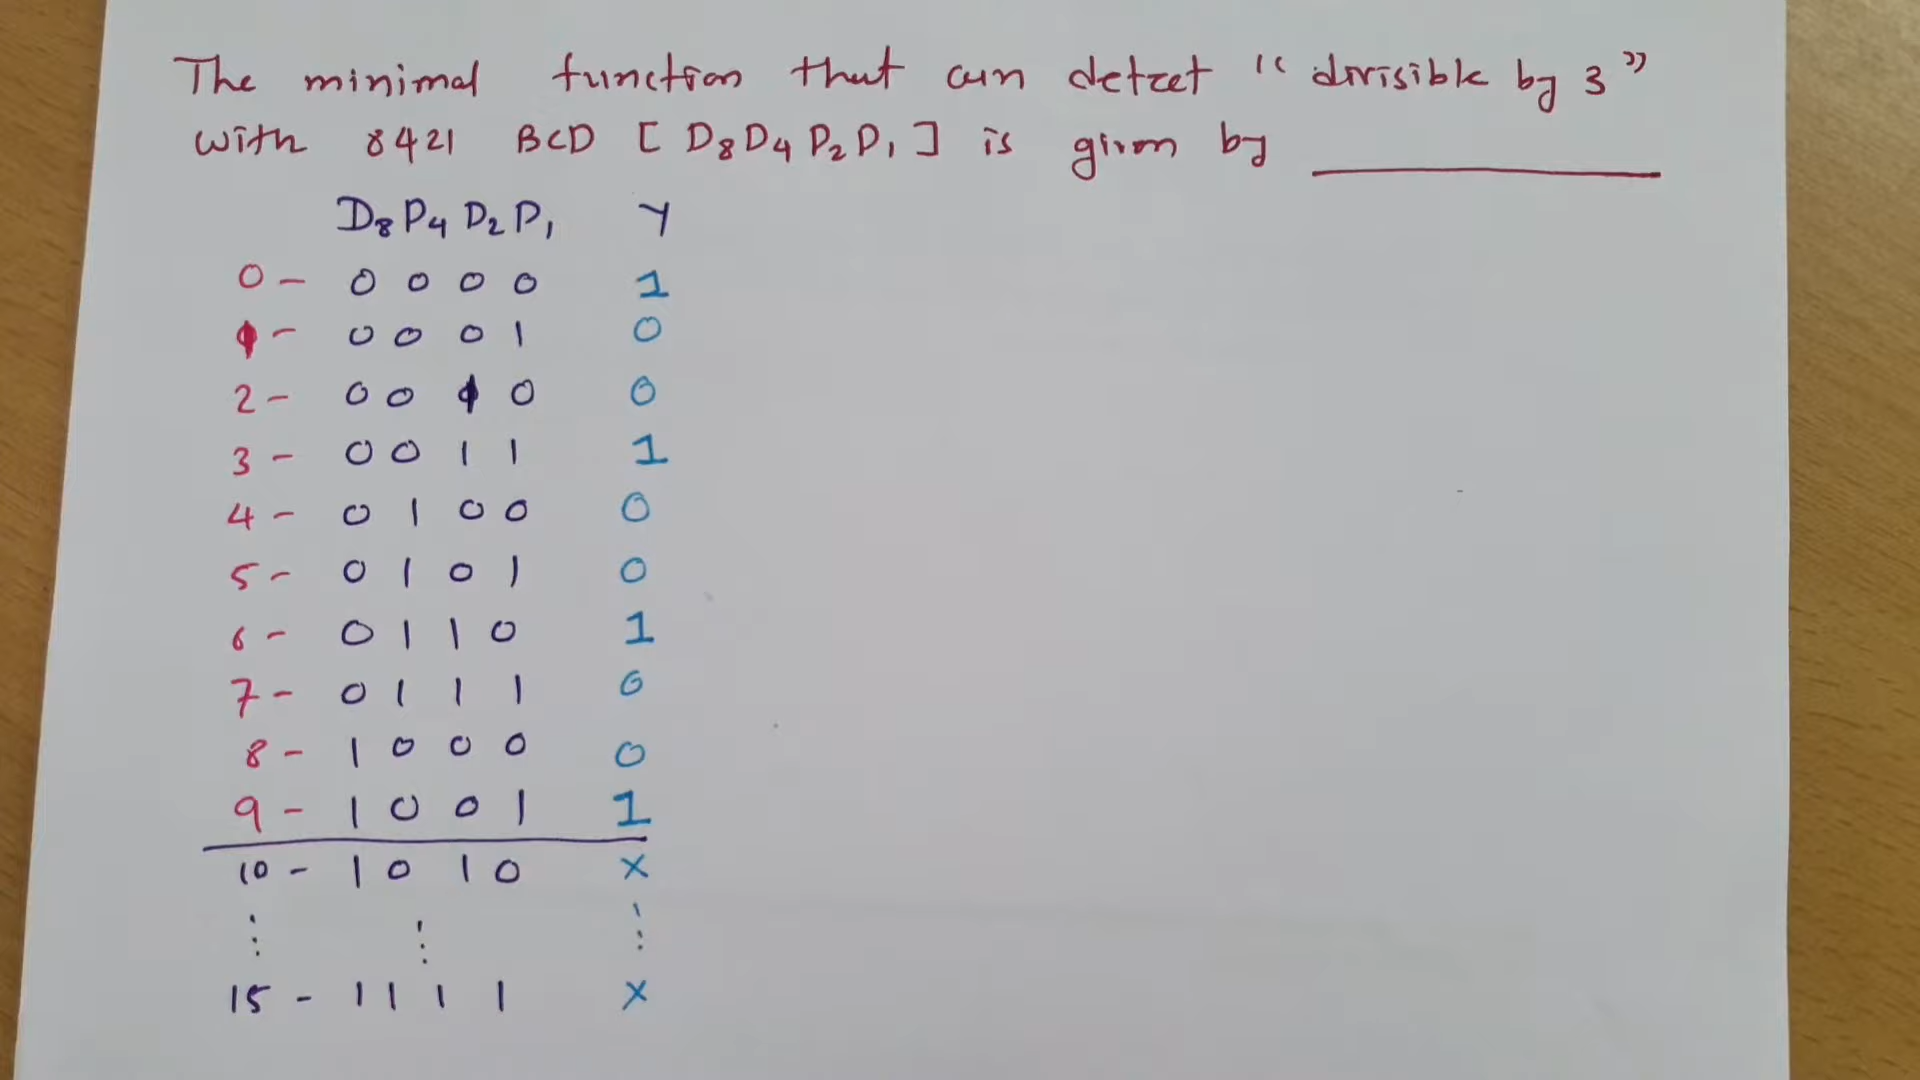 The minimal function that can detect "divisible by 3"
with 8421 BCD [D₈D₄D₂D₁] is given by ________
D₈D₄D₂D₁ Y
0 - 0 0 0 0 1
1 - 0 0 0 1 0
2 - 0 0 1 0 0
3 - 0 0 1 1 1
4 - 0 1 0 0 0
5 - 0 1 0 1 0
6 - 0 1 1 0 1
7 - 0 1 1 1 0
8 - 1 0 0 0 0
9 - 1 0 0 1 1
10 - 1 0 1 0 x
⋮ ⋮ ⋮
15 - 1 1 1 1 x